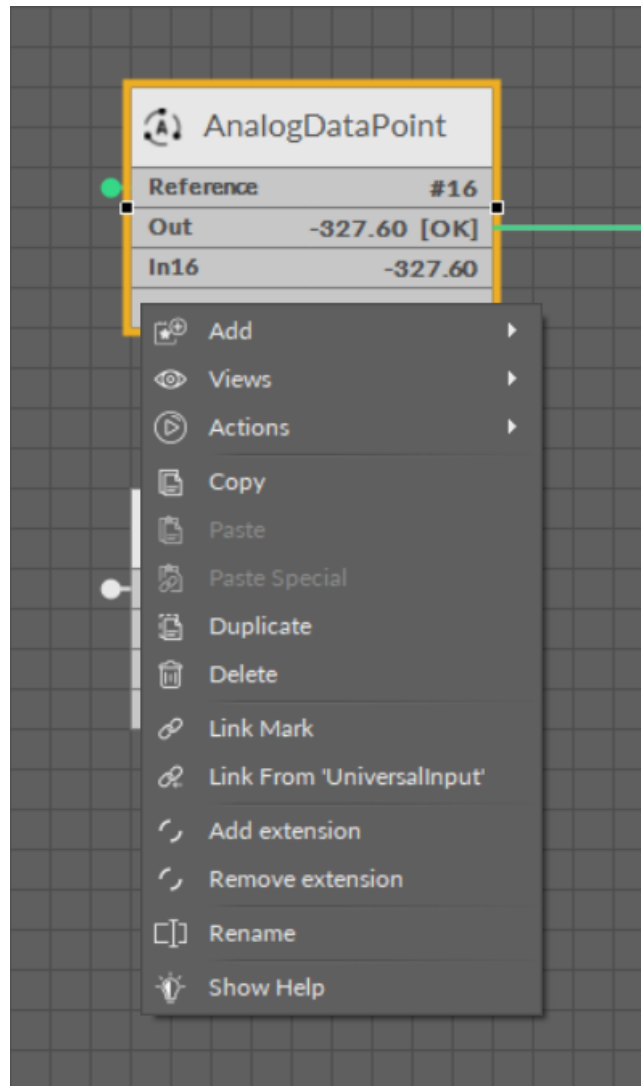 AnalogDataPoint
Reference #16
Out -327.60 [OK]
In16 -327.60
Add
Views
Actions
Copy
Paste
Paste Special
Duplicate
Delete
Link Mark
Link From 'UniversalInput'
Add extension
Remove extension
Rename
Show Help